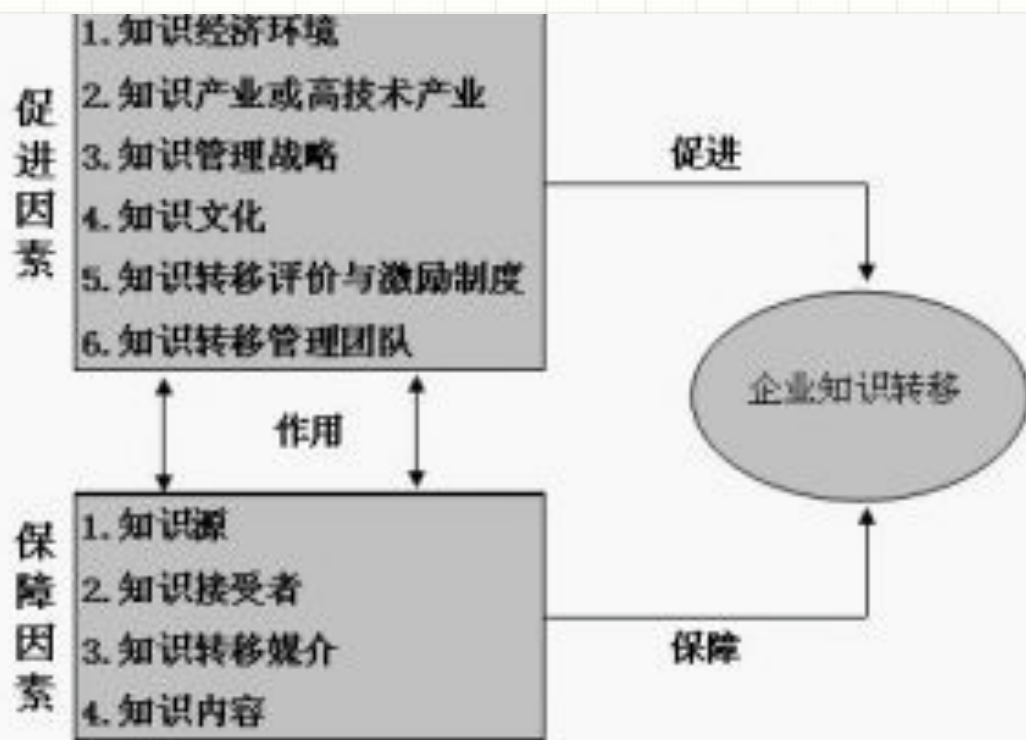 促进因素
1.知识经济环境
2.知识产业或高技术产业
3.知识管理战略
4.知识文化
5.知识转移评价与激励制度
6.知识转移管理团队
促进
企业知识转移
作用
保障因素
1.知识源
2.知识接受者
3.知识转移媒介
4.知识内容
保障